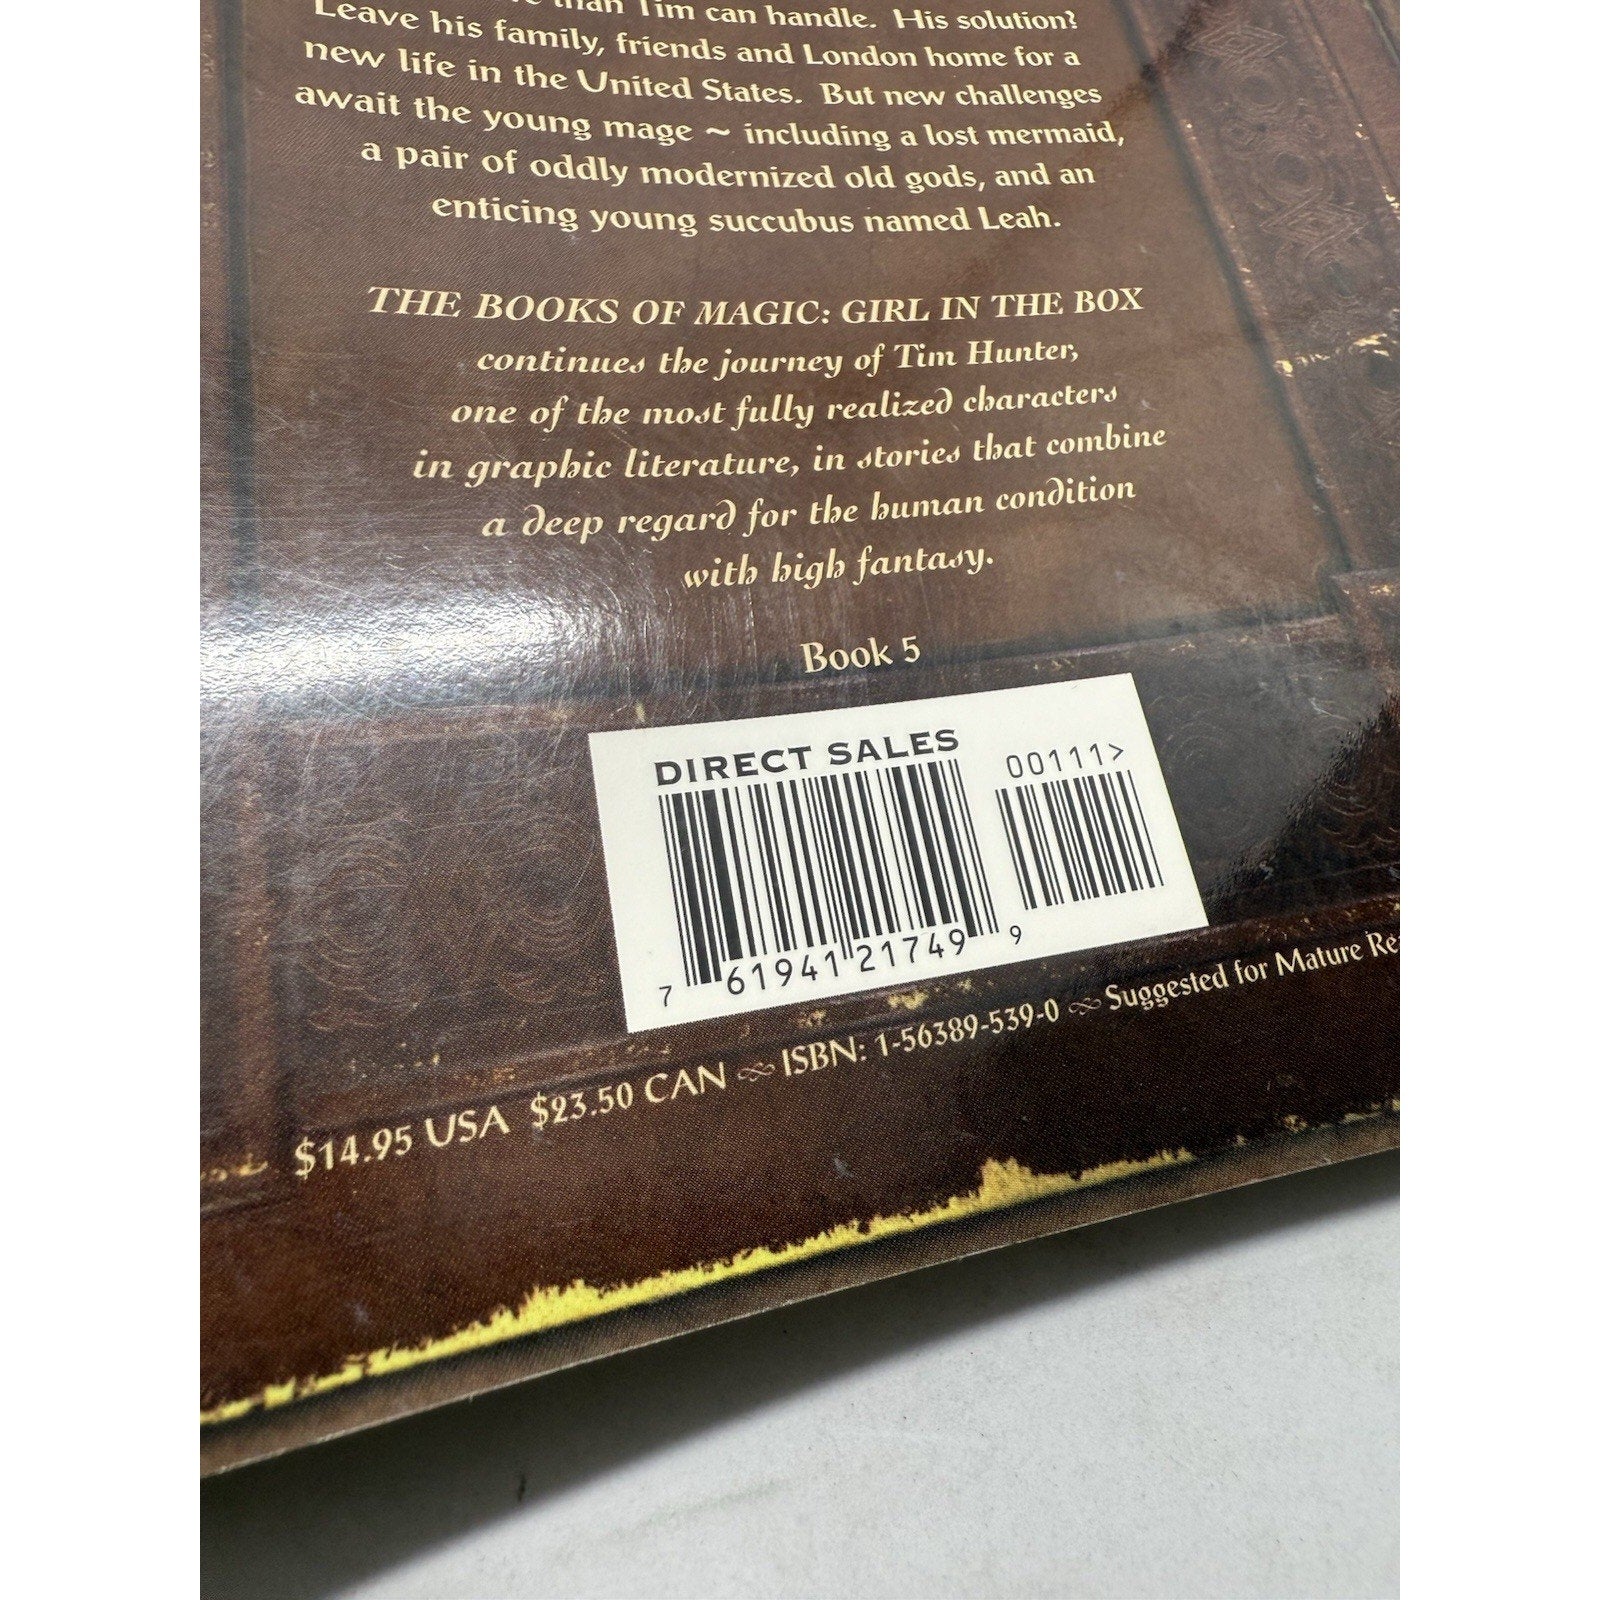 than Tim can handle. His solution?
Leave his family, friends and London home for a
new life in the United States. But new challenges
await the young mage ~ including a lost mermaid,
a pair of oddly modernized old gods, and an
enticing young succubus named Leah.
THE BOOKS OF MAGIC: GIRL IN THE BOX
continues the journey of Tim Hunter,
one of the most fully realized characters
in graphic literature, in stories that combine
a deep regard for the human condition
with high fantasy.
Book 5
DIRECT SALES
00111>
7 61941 21749 9
$14.95 USA $23.50 CAN ISBN: 1-56389-539-0 Suggested for Mature